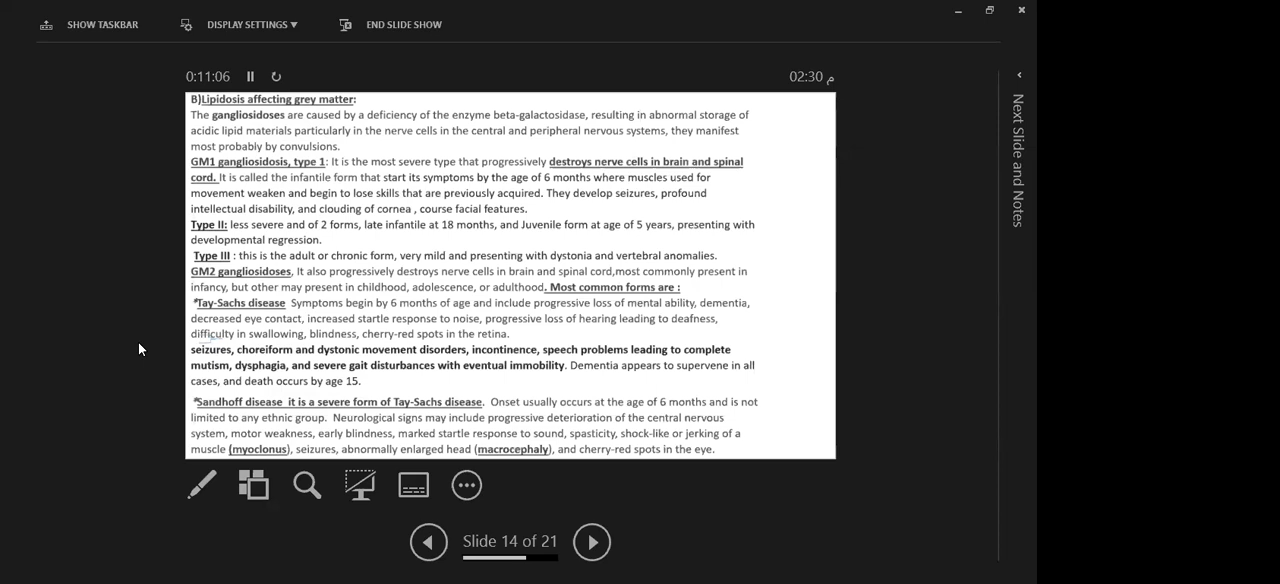 SHOW TASKBAR DISPLAY SETTINGS ▼ END SLIDE SHOW
0:11:06 02:30 م
B)Lipidosis affecting grey matter:
The gangliosidoses are caused by a deficiency of the enzyme beta-galactosidase, resulting in abnormal storage of
acidic lipid materials particularly in the nerve cells in the central and peripheral nervous systems, they manifest
most probably by convulsions.
GM1 gangliosidosis, type 1: It is the most severe type that progressively destroys nerve cells in brain and spinal
cord. It is called the infantile form that start its symptoms by the age of 6 months where muscles used for
movement weaken and begin to lose skills that are previously acquired. They develop seizures, profound
intellectual disability, and clouding of cornea , course facial features.
Type II: less severe and of 2 forms, late infantile at 18 months, and Juvenile form at age of 5 years, presenting with
developmental regression.
Type III : this is the adult or chronic form, very mild and presenting with dystonia and vertebral anomalies.
GM2 gangliosidoses, It also progressively destroys nerve cells in brain and spinal cord,most commonly present in
infancy, but other may present in childhood, adolescence, or adulthood. Most common forms are :
*Tay-Sachs disease Symptoms begin by 6 months of age and include progressive loss of mental ability, dementia,
decreased eye contact, increased startle response to noise, progressive loss of hearing leading to deafness,
difficulty in swallowing, blindness, cherry-red spots in the retina.
seizures, choreiform and dystonic movement disorders, incontinence, speech problems leading to complete
mutism, dysphagia, and severe gait disturbances with eventual immobility. Dementia appears to supervene in all
cases, and death occurs by age 15.
*Sandhoff disease it is a severe form of Tay-Sachs disease. Onset usually occurs at the age of 6 months and is not
limited to any ethnic group. Neurological signs may include progressive deterioration of the central nervous
system, motor weakness, early blindness, marked startle response to sound, spasticity, shock-like or jerking of a
muscle (myoclonus), seizures, abnormally enlarged head (macrocephaly), and cherry-red spots in the eye.
Slide 14 of 21
Next Slide and Notes